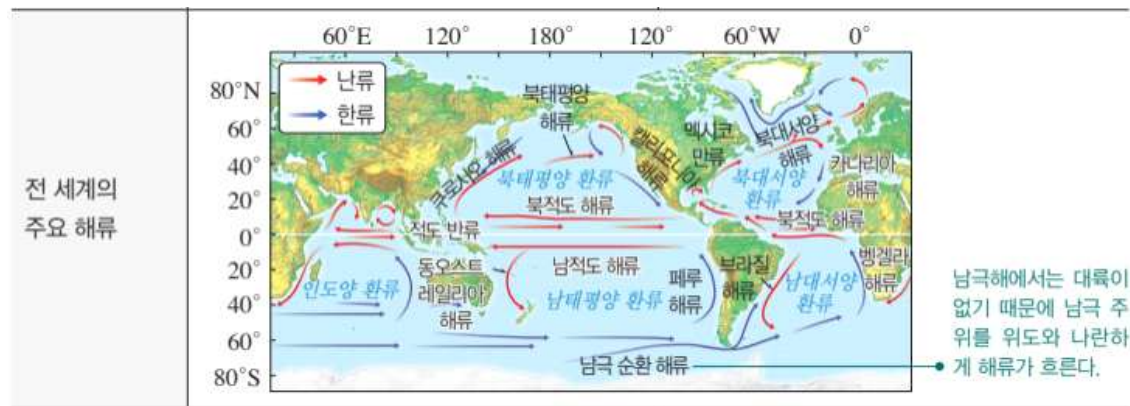 전 세계의
주요 해류
60°E 120° 180° 120° 60°W 0°
80°N
60°
40°
20°
0°
20°
40°
60°
80°S
난류
한류
북태평양
해류
쿠로시오 해류
캘리포니아
해류
멕시코
만류
북대서양
해류
카나리아
해류
북태평양 환류
북대서양
환류
북적도 해류
북적도 해류
적도 반류
동오스트
레일리아
해류
남적도 해류
페루
해류
브라질
해류
벵겔라
해류
인도양 환류
남태평양 환류
남대서양
환류
남극 순환 해류
남극해에서는 대륙이
없기 때문에 남극 주
위를 위도와 나란하
게 해류가 흐른다.